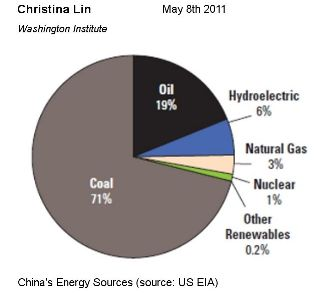 Christina Lin May 8th 2011
Washington Institute
Oil
19%
Hydroelectric
6%
Natural Gas
3%
Nuclear
1%
Other
Renewables
0.2%
Coal
71%
China's Energy Sources (source: US EIA)